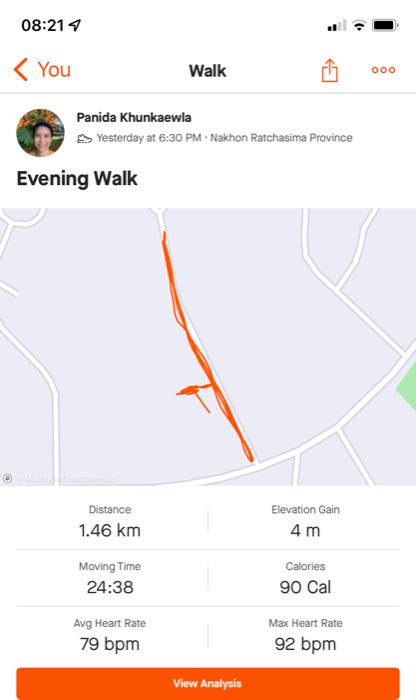 08:21
You
Walk
Panida Khunkaewla
Yesterday at 6:30 PM · Nakhon Ratchasima Province
Evening Walk
Distance
Elevation Gain
1.46 km
4 m
Moving Time
Calories
24:38
90 Cal
Avg Heart Rate
Max Heart Rate
79 bpm
92 bpm
View Analysis